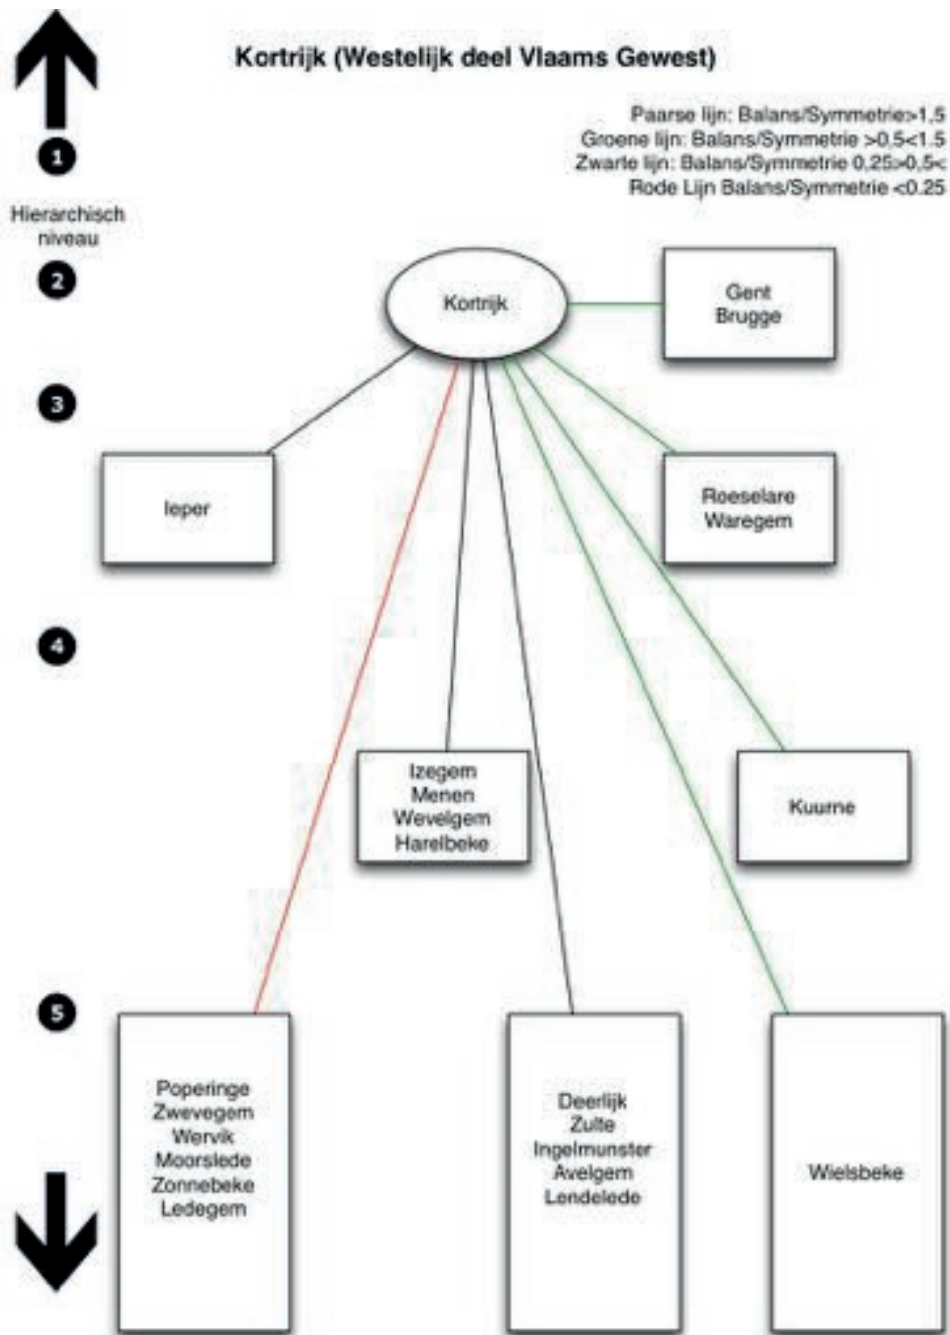 Kortrijk (Westelijk deel Vlaams Gewest)
Paarse lijn: Balans/Symmetrie>1,5
Groene lijn: Balans/Symmetrie >0,5<1.5
Zwarte lijn: Balans/Symmetrie 0,25>0,5<
Rode Lijn Balans/Symmetrie <0.25
1
Hierarchisch
niveau
2
Kortrijk
Gent
Brugge
3
Ieper
Roeselare
Waregem
4
Izegem
Menen
Wevelgem
Harelbeke
Kuurne
5
Poperinge
Zwevegem
Wervik
Moorslede
Zonnebeke
Ledegem
Deerlijk
Zulte
Ingelmunster
Avelgem
Lendelede
Wielsbeke